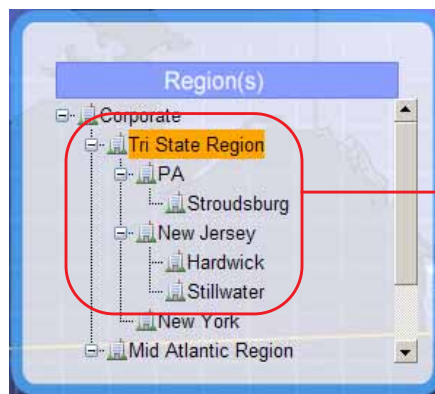 Region(s)
Corporate
Tri State Region
PA
Stroudsburg
New Jersey
Hardwick
Stillwater
New York
Mid Atlantic Region